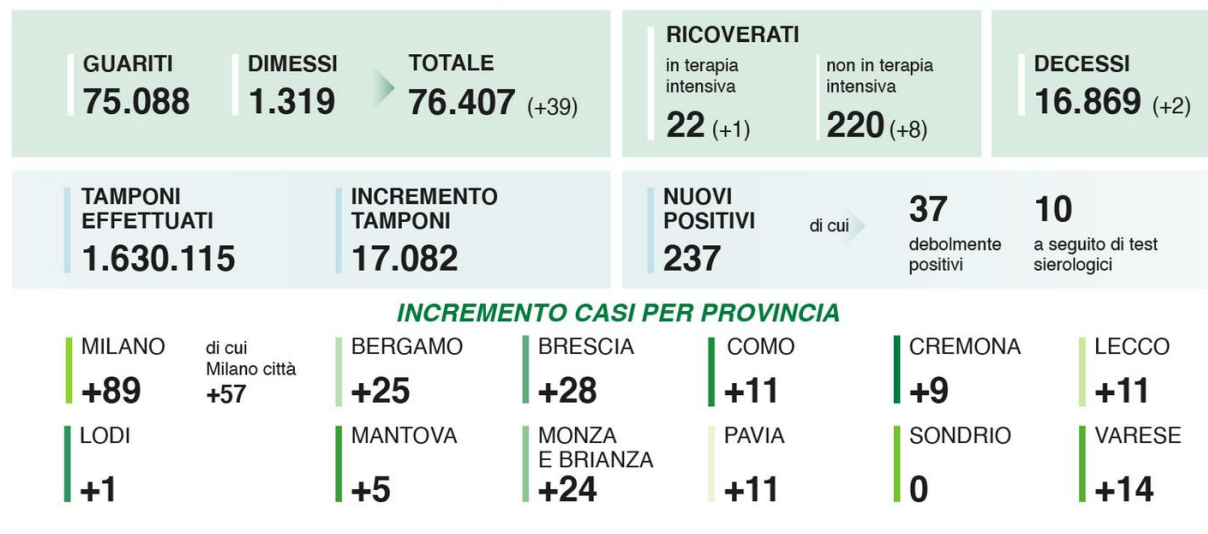 GUARITI
75.088
DIMESSI
1.319
TOTALE
76.407 (+39)
RICOVERATI
in terapia
intensiva
22 (+1)
non in terapia
intensiva
220 (+8)
DECESSI
16.869 (+2)
TAMPONI
EFFETTUATI
1.630.115
INCREMENTO
TAMPONI
17.082
NUOVI
POSITIVI
237
di cui
37
debolmente
positivi
10
a seguito di test
sierologici
INCREMENTO CASI PER PROVINCIA
MILANO
+89
di cui
Milano città
+57
BERGAMO
+25
BRESCIA
+28
COMO
+11
CREMONA
+9
LECCO
+11
LODI
+1
MANTOVA
+5
MONZA
E BRIANZA
+24
PAVIA
+11
SONDRIO
0
VARESE
+14